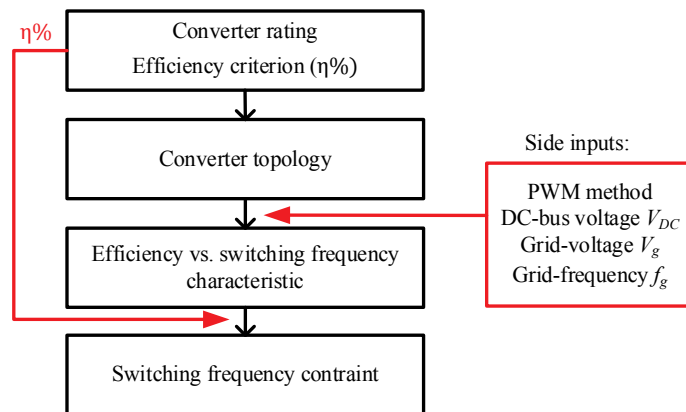 η%
Converter rating
Efficiency criterion (η%)
Converter topology
Side inputs:
PWM method
DC-bus voltage V_DC
Grid-voltage V_g
Grid-frequency f_g
Efficiency vs. switching frequency
characteristic
Switching frequency contraint